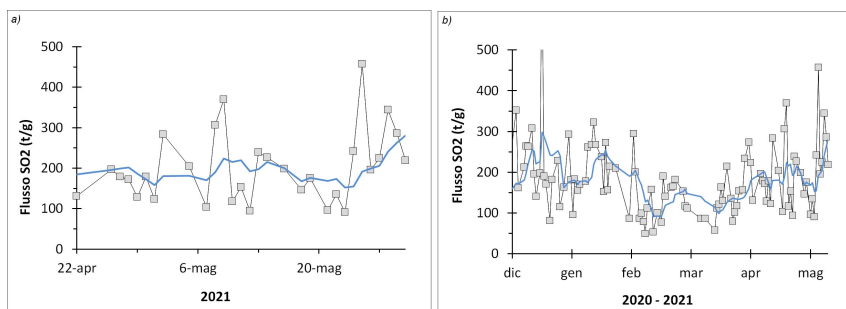 a)
Flusso SO2 (t/g)
500
400
300
200
100
0
22-apr
6-mag
20-mag
2021
b)
Flusso SO2 (t/g)
500
400
300
200
100
0
dic
gen
feb
mar
apr
mag
2020 - 2021